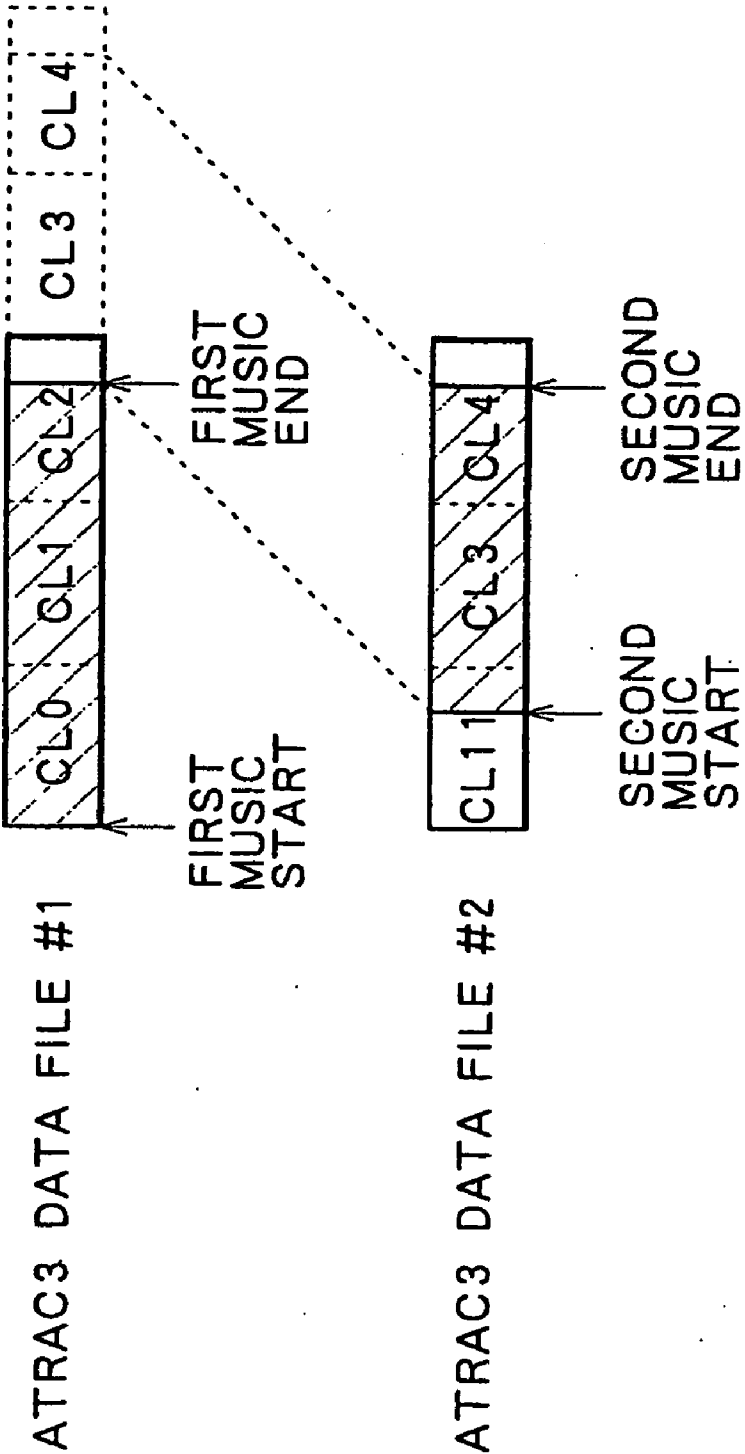 ATRAC3 DATA FILE #1
CL0
CL1
CL2
CL3
CL4
FIRST
MUSIC
START
FIRST
MUSIC
END
ATRAC3 DATA FILE #2
CL11
CL3
CL4
SECOND
MUSIC
START
SECOND
MUSIC
END